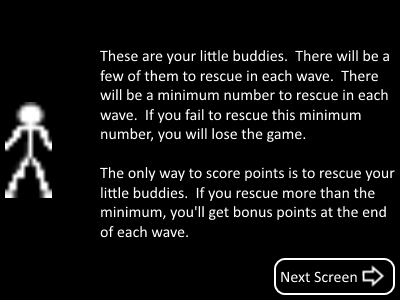 These are your little buddies.  There will be a
few of them to rescue in each wave.  There
will be a minimum number to rescue in each
wave.  If you fail to rescue this minimum
number, you will lose the game.
The only way to score points is to rescue your
little buddies.  If you rescue more than the
minimum, you'll get bonus points at the end
of each wave.
Next Screen